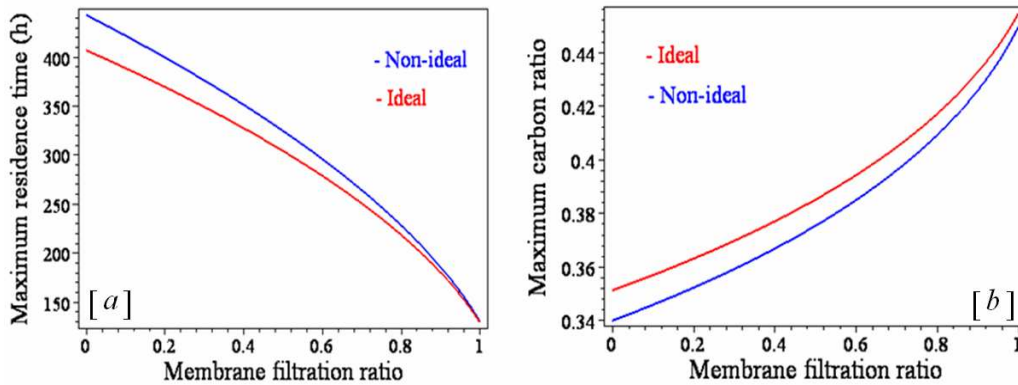 Maximum residence time (h)
400
350
300
250
200
150
- Non-ideal
- Ideal
[a]
0
0.2
0.4
0.6
0.8
1
Membrane filtration ratio
Maximum carbon ratio
0.44
0.42
0.4
0.38
0.36
0.34
- Ideal
- Non-ideal
[b]
0
0.2
0.4
0.6
0.8
1
Membrane filtration ratio